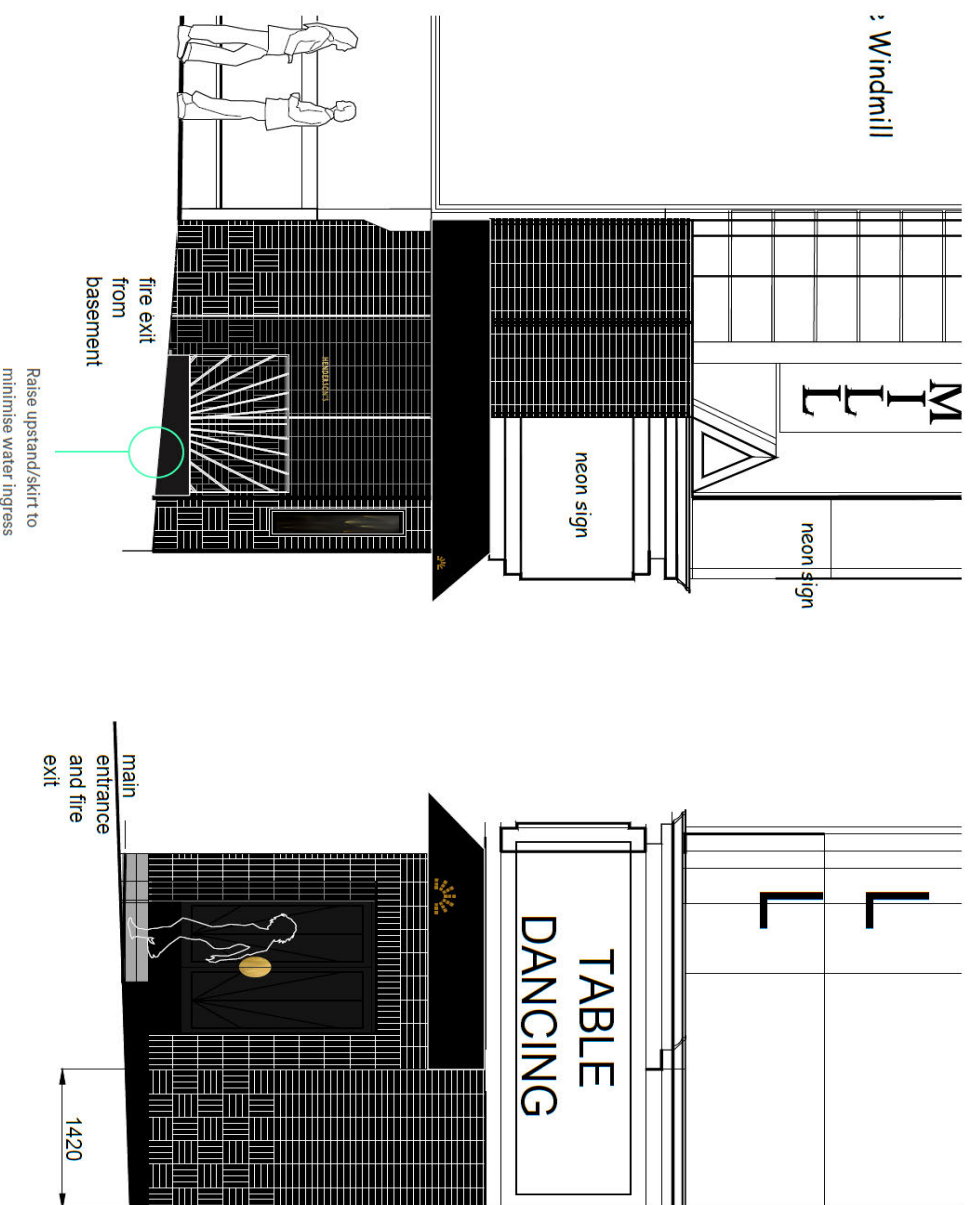 : Windmill
M
I
L
L
neon sign
neon sign
HENDERSON'S
fire exit
from
basement
Raise upstand/skirt to
minimise water ingress
L
L
TABLE
DANCING
main
entrance
and fire
exit
1420